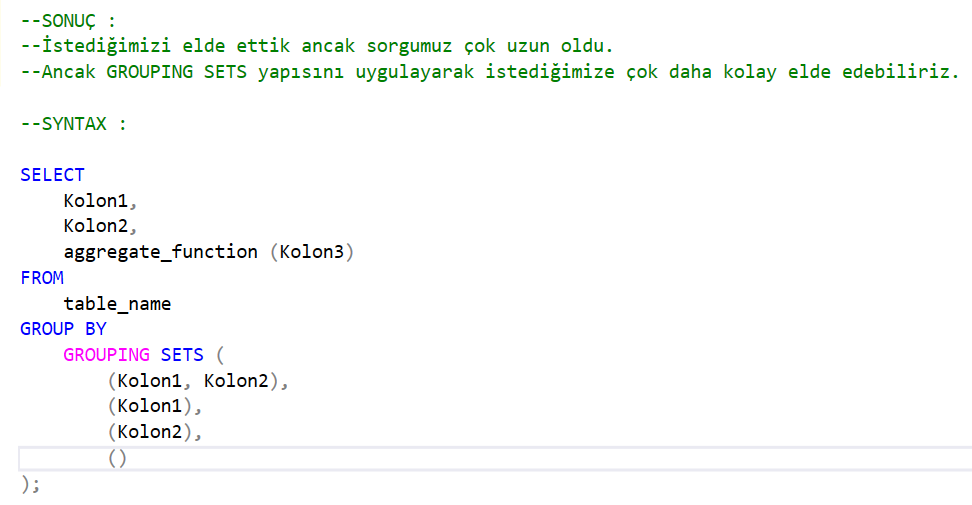 --SONUÇ :
--İstediğimizi elde ettik ancak sorgumuz çok uzun oldu.
--Ancak GROUPING SETS yapısını uygulayarak istediğimize çok daha kolay elde edebiliriz.
--SYNTAX :
SELECT
Kolon1,
Kolon2,
aggregate_function (Kolon3)
FROM
table_name
GROUP BY
GROUPING SETS (
(Kolon1, Kolon2),
(Kolon1),
(Kolon2),
()
);